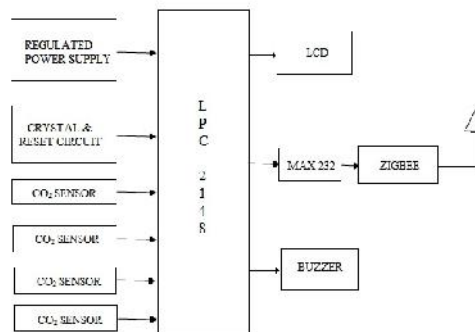 REGULATED
POWER SUPPLY
CRYSTAL &
RESET CIRCUIT
CO₂ SENSOR
CO₂ SENSOR
CO₂ SENSOR
CO₂ SENSOR
L
P
C
2
1
4
8
LCD
MAX 232
ZIGBEE
BUZZER